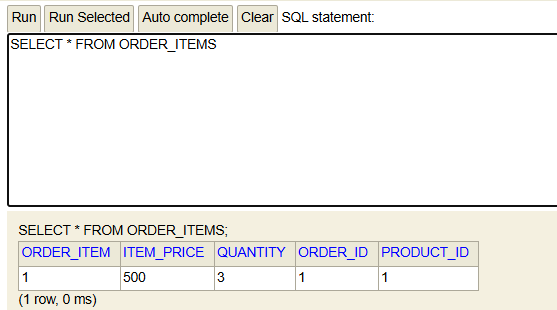 Run Run Selected Auto complete Clear SQL statement:
SELECT * FROM ORDER_ITEMS
SELECT * FROM ORDER_ITEMS;
ORDER_ITEM ITEM_PRICE QUANTITY ORDER_ID PRODUCT_ID
1 500 3 1 1
(1 row, 0 ms)